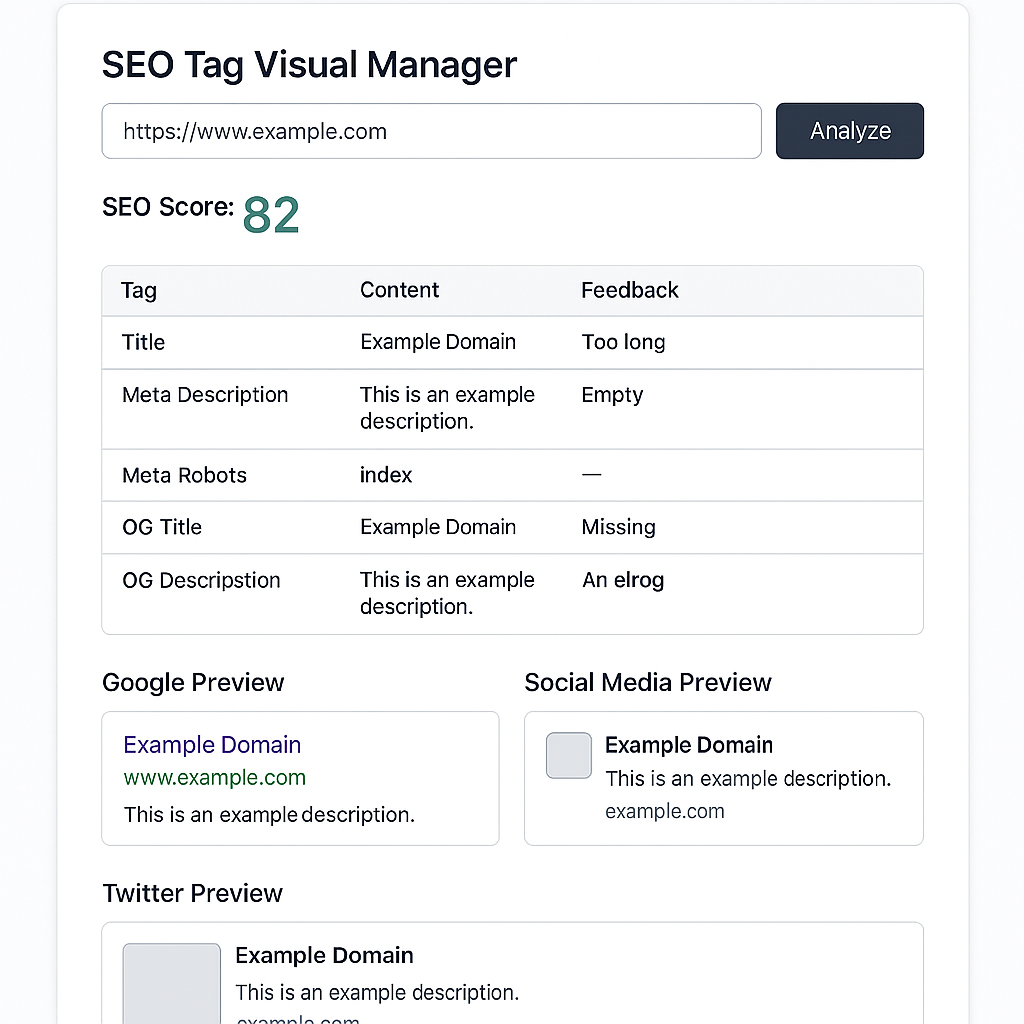 SEO Tag Visual Manager
https://www.example.com
Analyze
SEO Score: 82
Tag Content Feedback
Title Example Domain Too long
Meta Description This is an example Empty
description.
Meta Robots index —
OG Title Example Domain Missing
OG Descripstion This is an example An elrog
description.
Google Preview
Example Domain
www.example.com
This is an example description.
Social Media Preview
Example Domain
This is an example description.
example.com
Twitter Preview
Example Domain
This is an example description.
example.com